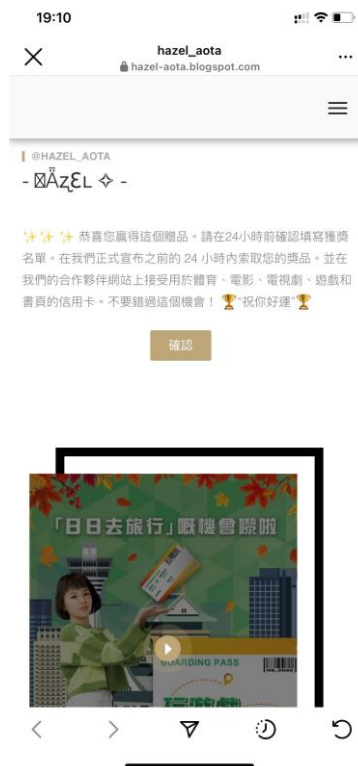 19:10
hazel_aota
hazel-aota.blogspot.com
@HAZEL_AOTA
✨✨ ✨ 恭喜您贏得這個贈品。請在24小時前確認填寫獲獎
名單。在我們正式宣布之前的 24 小時內索取您的獎品。並在
我們的合作夥伴網站上接受用於體育、電影、電視劇、遊戲和
書頁的信用卡。不要錯過這個機會！ 🏆“祝你好運”🏆
確認
「日日去旅行」嘅機會嚟啦
BOARDING PASS